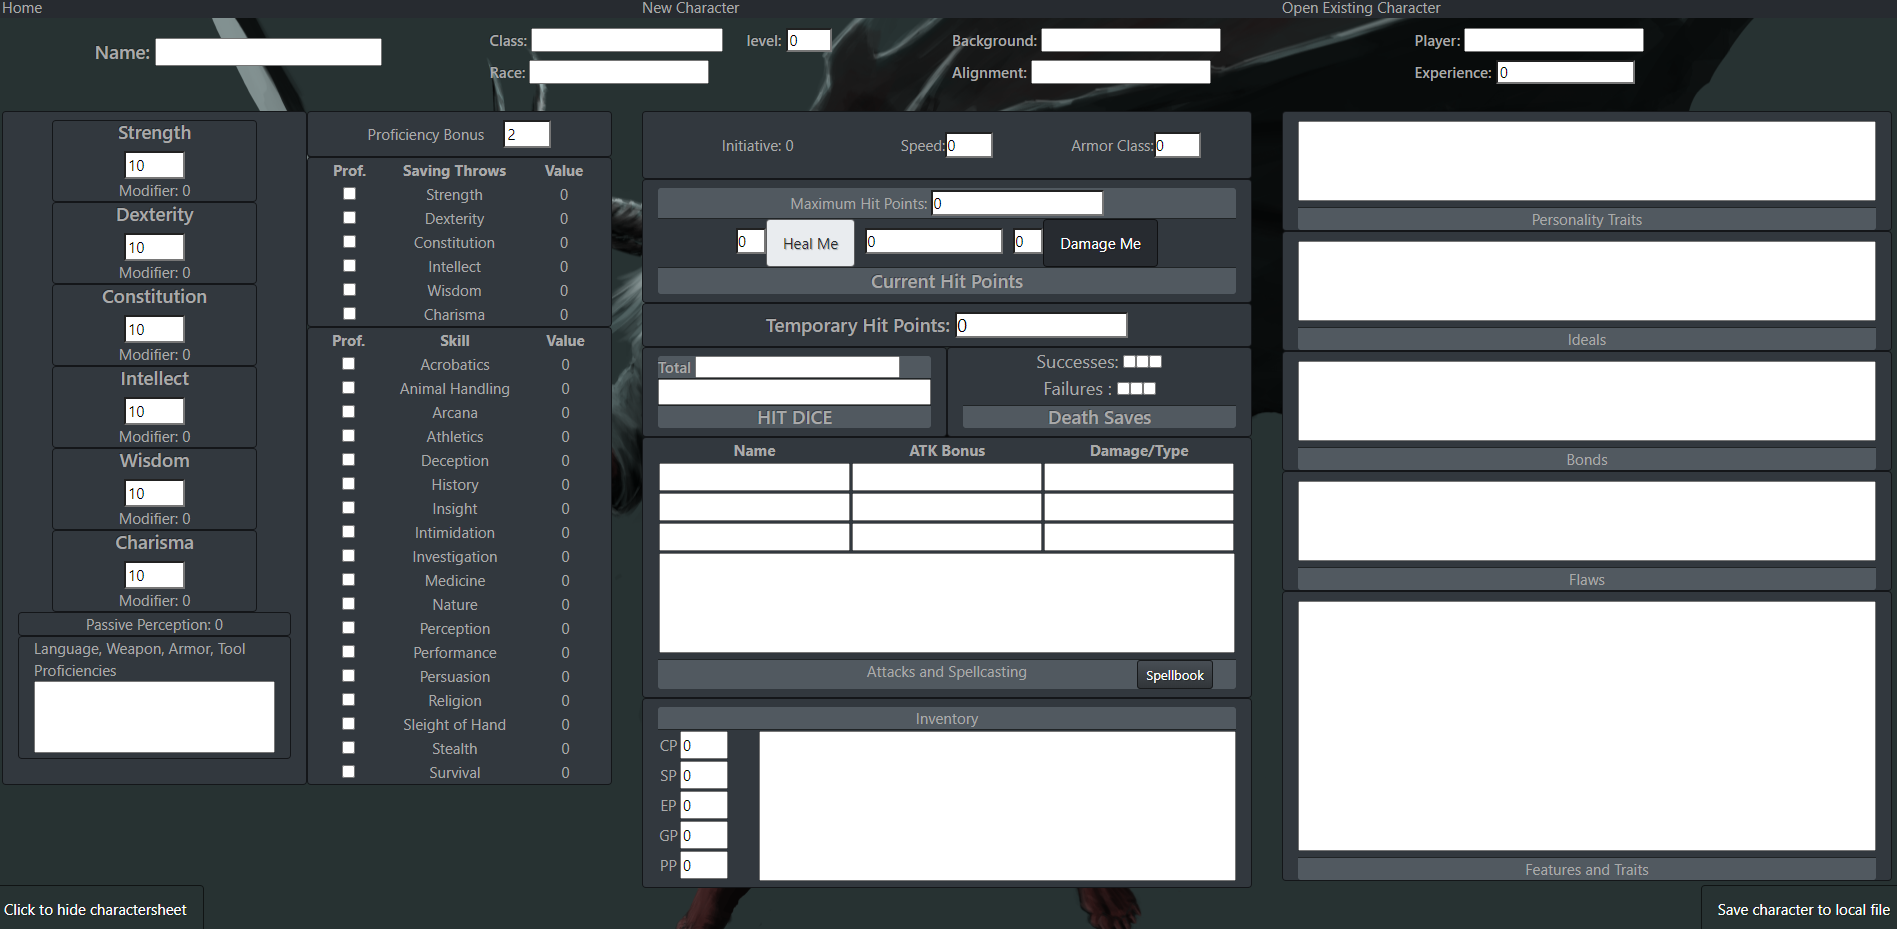 Home
New Character
Open Existing Character
Name:
Class:
level: 0
Race:
Background:
Alignment:
Player:
Experience: 0
Strength
10
Modifier: 0
Dexterity
10
Modifier: 0
Constitution
10
Modifier: 0
Intellect
10
Modifier: 0
Wisdom
10
Modifier: 0
Charisma
10
Modifier: 0
Passive Perception: 0
Language, Weapon, Armor, Tool
Proficiencies
Proficiency Bonus 2
Prof. Saving Throws Value
Strength 0
Dexterity 0
Constitution 0
Intellect 0
Wisdom 0
Charisma 0
Prof. Skill Value
Acrobatics 0
Animal Handling 0
Arcana 0
Athletics 0
Deception 0
History 0
Insight 0
Intimidation 0
Investigation 0
Medicine 0
Nature 0
Perception 0
Performance 0
Persuasion 0
Religion 0
Sleight of Hand 0
Stealth 0
Survival 0
Initiative: 0
Speed: 0
Armor Class: 0
Maximum Hit Points: 0
0 Heal Me 0 0 Damage Me
Current Hit Points
Temporary Hit Points: 0
Total
HIT DICE
Successes:
Failures :
Death Saves
Name ATK Bonus Damage/Type
Attacks and Spellcasting
Spellbook
Inventory
CP 0
SP 0
EP 0
GP 0
PP 0
Personality Traits
Ideals
Bonds
Flaws
Features and Traits
Click to hide charactersheet
Save character to local file